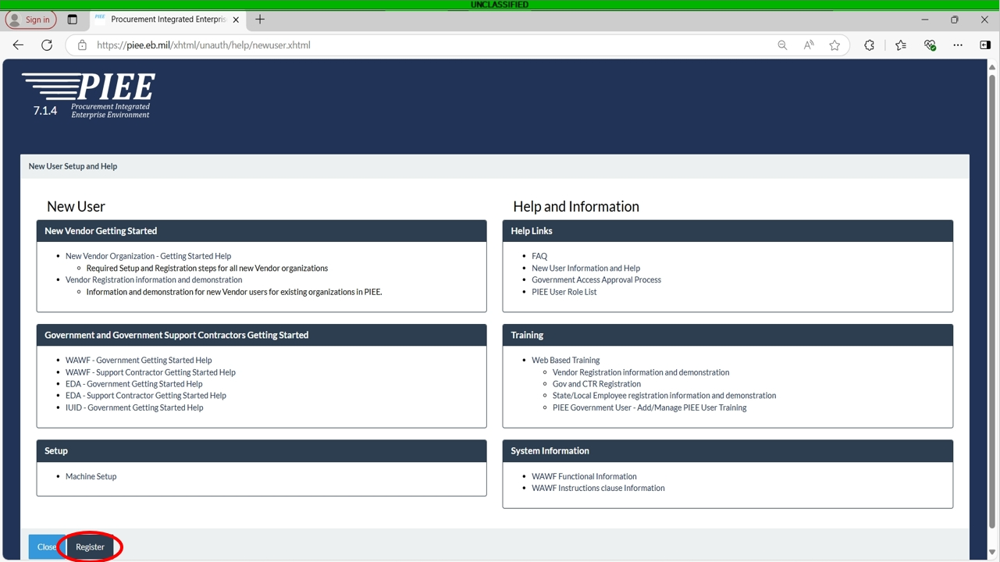 UNCLASSIFIED
Sign in
PIEE
Procurement Integrated Enterpris
https://piee.eb.mil/xhtml/unauth/help/newuser.xhtml
PIEE
7.1.4
Procurement Integrated
Enterprise Environment
New User Setup and Help
New User
New Vendor Getting Started
New Vendor Organization - Getting Started Help
Required Setup and Registration steps for all new Vendor organizations
Vendor Registration information and demonstration
Information and demonstration for new Vendor users for existing organizations in PIEE.
Government and Government Support Contractors Getting Started
WAWF - Government Getting Started Help
WAWF - Support Contractor Getting Started Help
EDA - Government Getting Started Help
EDA - Support Contractor Getting Started Help
IUID - Government Getting Started Help
Setup
Machine Setup
Help and Information
Help Links
FAQ
New User Information and Help
Government Access Approval Process
PIEE User Role List
Training
Web Based Training
Vendor Registration information and demonstration
Gov and CTR Registration
State/Local Employee registration information and demonstration
PIEE Government User - Add/Manage PIEE User Training
System Information
WAWF Functional Information
WAWF Instructions clause Information
Close
Register